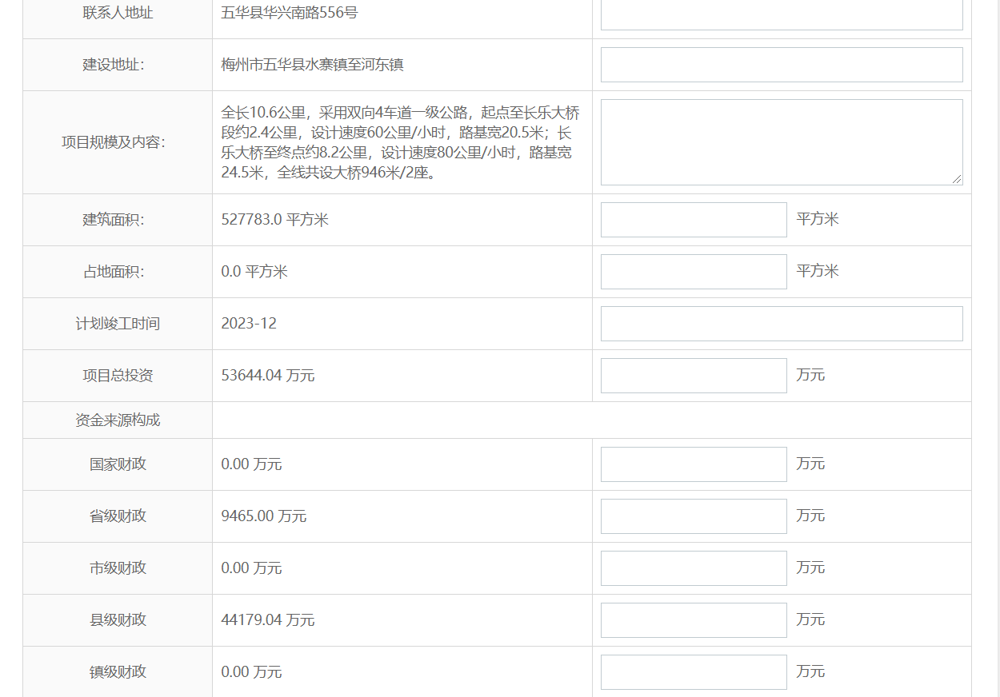 联系人地址 五华县华兴南路556号
建设地址： 梅州市五华县水寨镇至河东镇
项目规模及内容： 全长10.6公里，采用双向4车道一级公路，起点至长乐大桥
段约2.4公里，设计速度60公里/小时，路基宽20.5米；长
乐大桥至终点约8.2公里，设计速度80公里/小时，路基宽
24.5米，全线共设大桥946米/2座。
建筑面积： 527783.0 平方米 平方米
占地面积： 0.0 平方米 平方米
计划竣工时间 2023-12
项目总投资 53644.04 万元 万元
资金来源构成
国家财政 0.00 万元 万元
省级财政 9465.00 万元 万元
市级财政 0.00 万元 万元
县级财政 44179.04 万元 万元
镇级财政 0.00 万元 万元